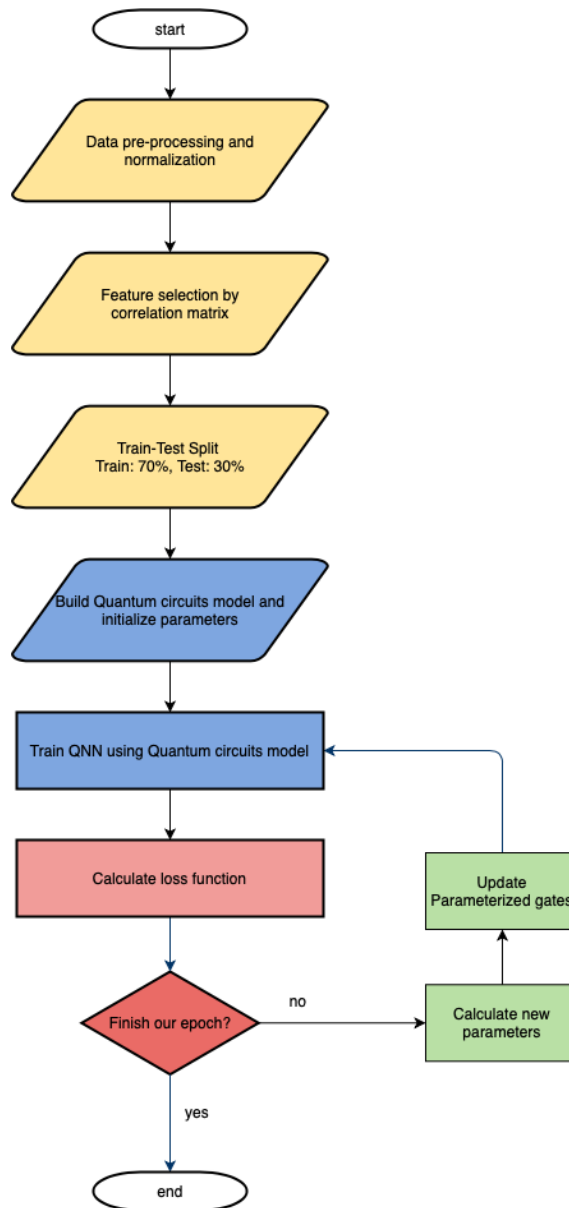 start
Data pre-processing and
normalization
Feature selection by
correlation matrix
Train-Test Split
Train: 70%, Test: 30%
Build Quantum circuits model and
initialize parameters
Train QNN using Quantum circuits model
Calculate loss function
Update
Parameterized gates
Finish our epoch?
no
Calculate new
parameters
yes
end